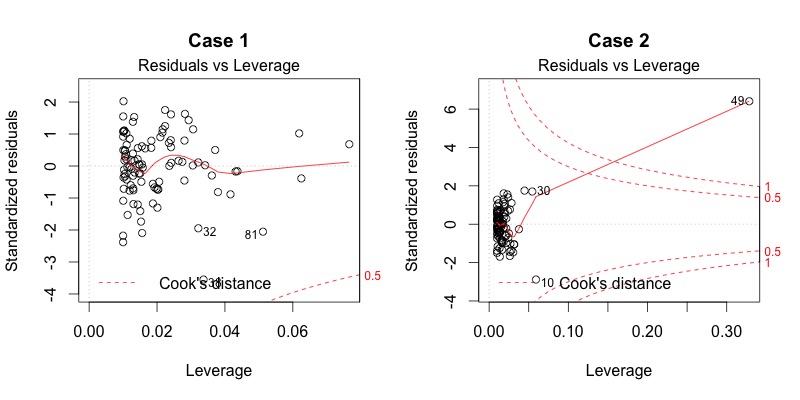 Case 1
Residuals vs Leverage
Standardized residuals
2
1
0
-1
-2
-3
-4
32
81
Cook's distance
0.5
0.00 0.02 0.04 0.06
Leverage
Case 2
Residuals vs Leverage
Standardized residuals
6
4
2
0
-2
-4
49
30
10
1
0.5
0.5
1
Cook's distance
0.00 0.10 0.20 0.30
Leverage